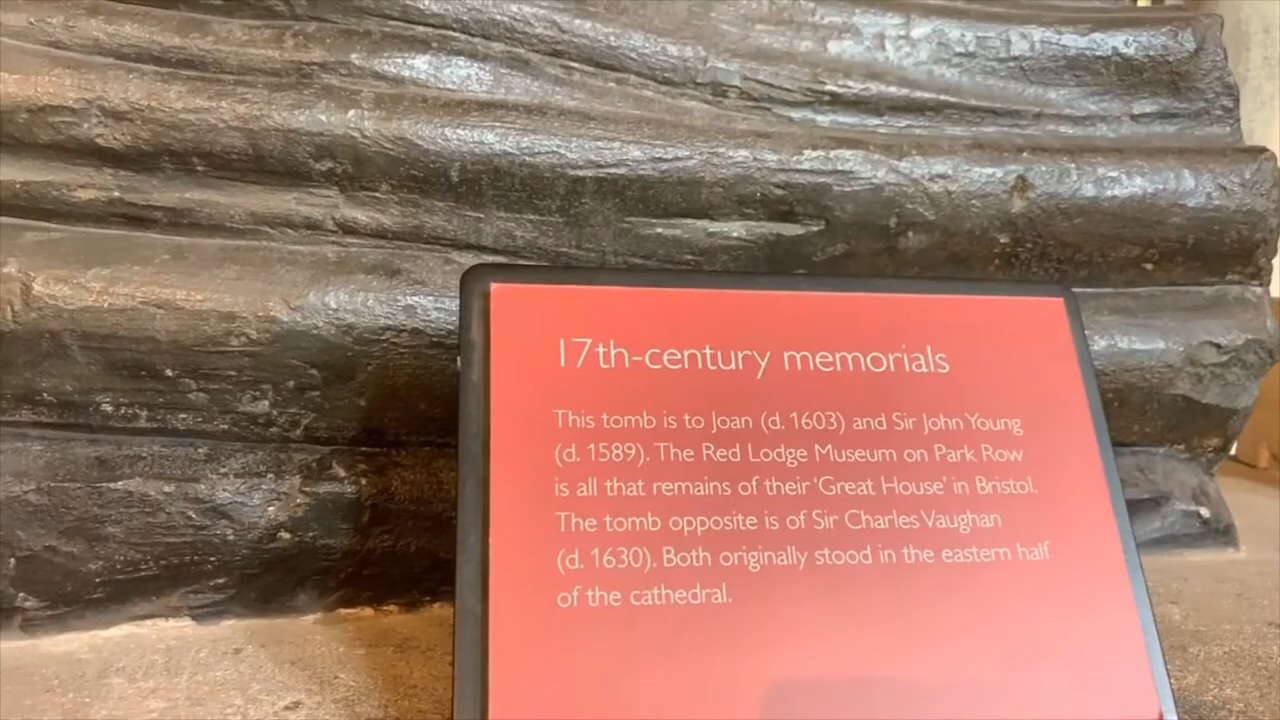 17th-century memorials
This tomb is to Joan (d. 1603) and Sir John Young
(d. 1589). The Red Lodge Museum on Park Row
is all that remains of their ‘Great House’ in Bristol.
The tomb opposite is of Sir Charles Vaughan
(d. 1630). Both originally stood in the eastern half
of the cathedral.